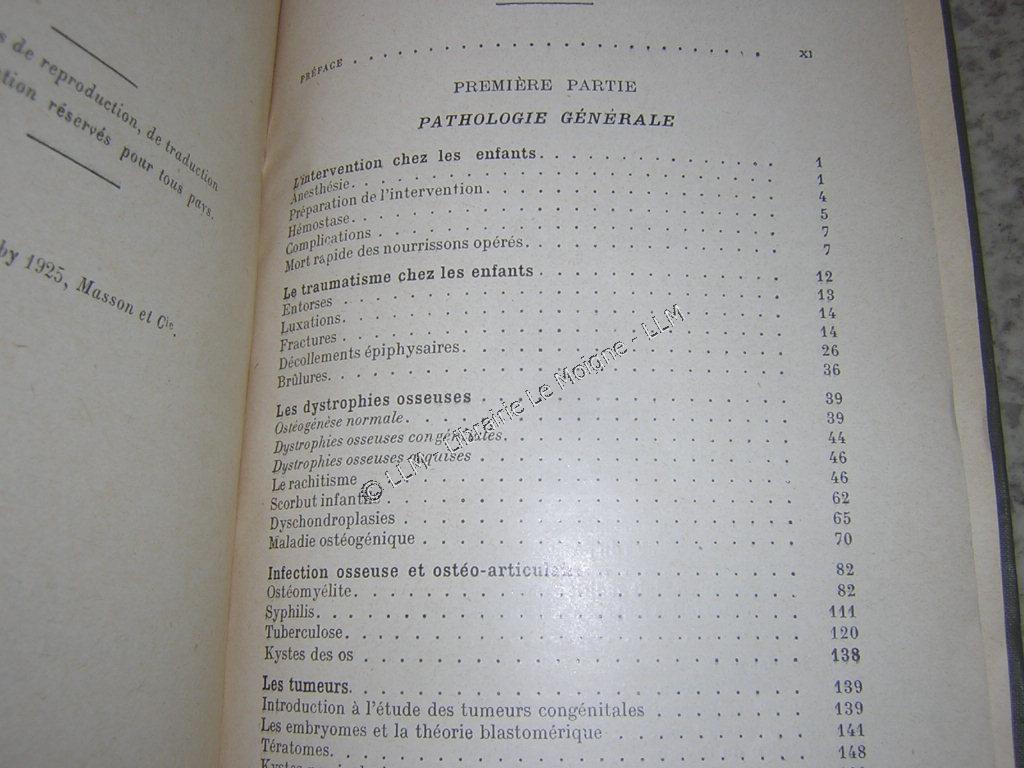 s de reproduction, de traduction
tion réservés pour tous pays.
by 1925, Masson et Cie.
PRÉFACE . . . . . . . . . . . . . . . . . . . . XI
PREMIÈRE PARTIE
PATHOLOGIE GÉNÉRALE
L'intervention chez les enfants. . . . . . . . . . . . 1
Anesthésie. . . . . . . . . . . . . . . . . . . . 1
Préparation de l'intervention. . . . . . . . . . . . . 4
Hémostase. . . . . . . . . . . . . . . . . . . . 5
Complications . . . . . . . . . . . . . . . . . . 7
Mort rapide des nourrissons opérés. . . . . . . . . . . 7
Le traumatisme chez les enfants . . . . . . . . . . . . 12
Entorses . . . . . . . . . . . . . . . . . . . . 13
Luxations. . . . . . . . . . . . . . . . . . . . 14
Fractures . . . . . . . . . . . . . . . . . . . . 14
Décollements épiphysaires. . . . . . . . . . . . . . 26
Brûlures. . . . . . . . . . . . . . . . . . . . . 36
Les dystrophies osseuses . . . . . . . . . . . . . . 39
Ostéogénèse normale. . . . . . . . . . . . . . . . 39
Dystrophies osseuses congénitales. . . . . . . . . . . 44
Dystrophies osseuses acquises . . . . . . . . . . . . 46
Le rachitisme . . . . . . . . . . . . . . . . . . 46
Scorbut infantile . . . . . . . . . . . . . . . . . 62
Dyschondroplasies . . . . . . . . . . . . . . . . 65
Maladie ostéogénique . . . . . . . . . . . . . . . 70
Infection osseuse et ostéo-articulaire . . . . . . . . . 82
Ostéomyélite. . . . . . . . . . . . . . . . . . . 82
Syphilis. . . . . . . . . . . . . . . . . . . . . 111
Tuberculose. . . . . . . . . . . . . . . . . . . 120
Kystes des os . . . . . . . . . . . . . . . . . . 138
Les tumeurs. . . . . . . . . . . . . . . . . . . 139
Introduction à l'étude des tumeurs congénitales . . . . . . 139
Les embryomes et la théorie blastomérique . . . . . . . . 141
Tératomes. . . . . . . . . . . . . . . . . . . . 148
© LLM - Librairie Le Moigne - LLM